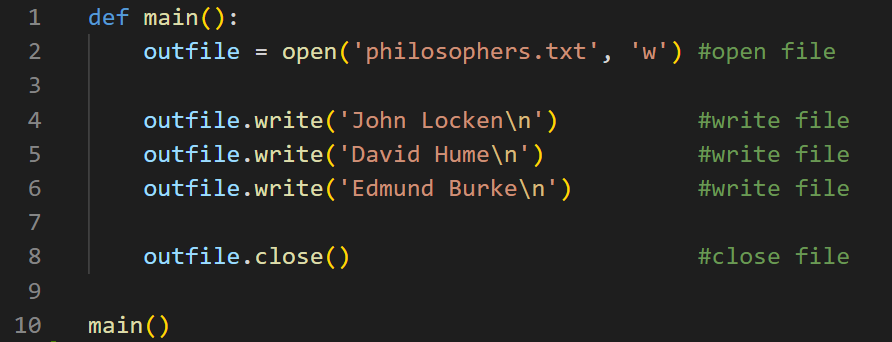 1 def main():
2 outfile = open('philosophers.txt', 'w') #open file
3
4 outfile.write('John Locken\n') #write file
5 outfile.write('David Hume\n') #write file
6 outfile.write('Edmund Burke\n') #write file
7
8 outfile.close() #close file
9
10 main()